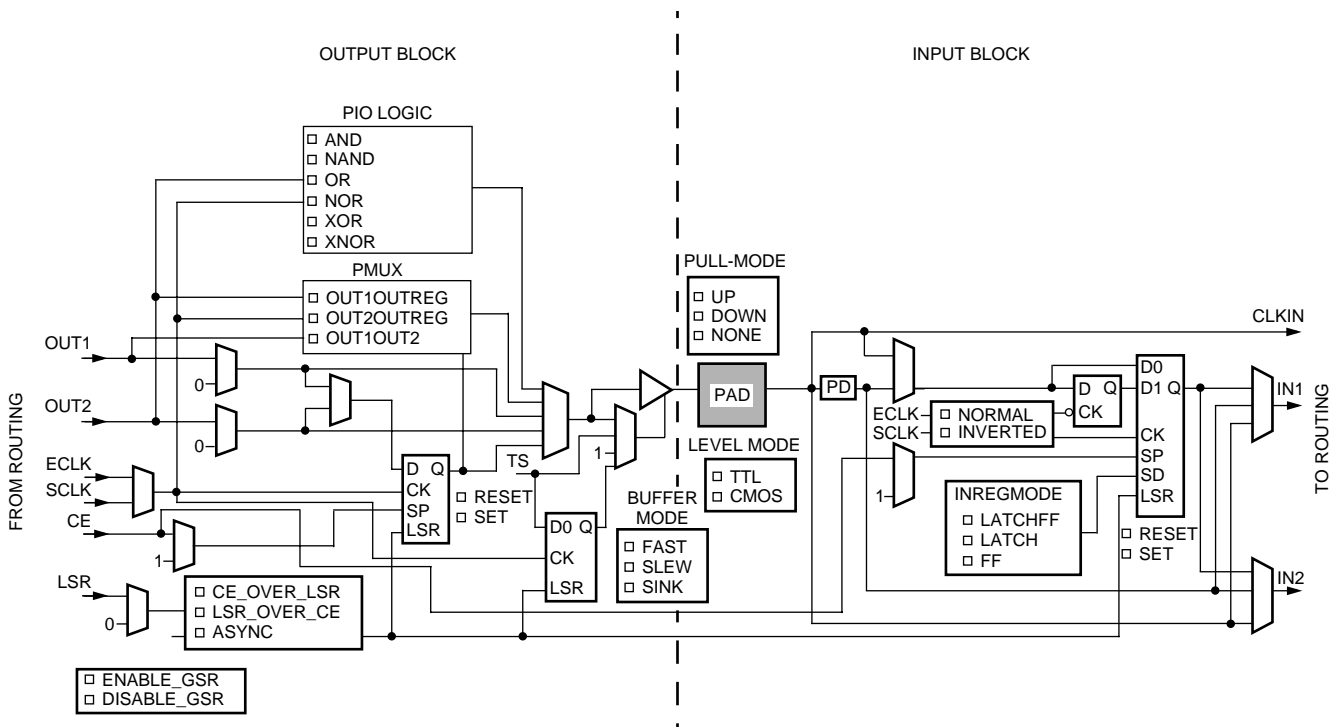 OUTPUT BLOCK
INPUT BLOCK
PIO LOGIC
AND
NAND
OR
NOR
XOR
XNOR
PMUX
OUT1OUTREG
OUT2OUTREG
OUT1OUT2
PULL-MODE
UP
DOWN
NONE
CLKIN
OUT1
0
OUT2
0
FROM ROUTING
ECLK
SCLK
CE
1
LSR
0
D Q
CK
SP
LSR
RESET
SET
TS
1
D0 Q
CK
LSR
BUFFER
MODE
FAST
SLEW
SINK
CE_OVER_LSR
LSR_OVER_CE
ASYNC
ENABLE_GSR
DISABLE_GSR
PAD
PD
LEVEL MODE
TTL
CMOS
ECLK
SCLK
NORMAL
INVERTED
1
D Q
CK
D0
D1 Q
CK
SP
SD
LSR
INREGMODE
LATCHFF
LATCH
FF
RESET
SET
IN1
IN2
TO ROUTING